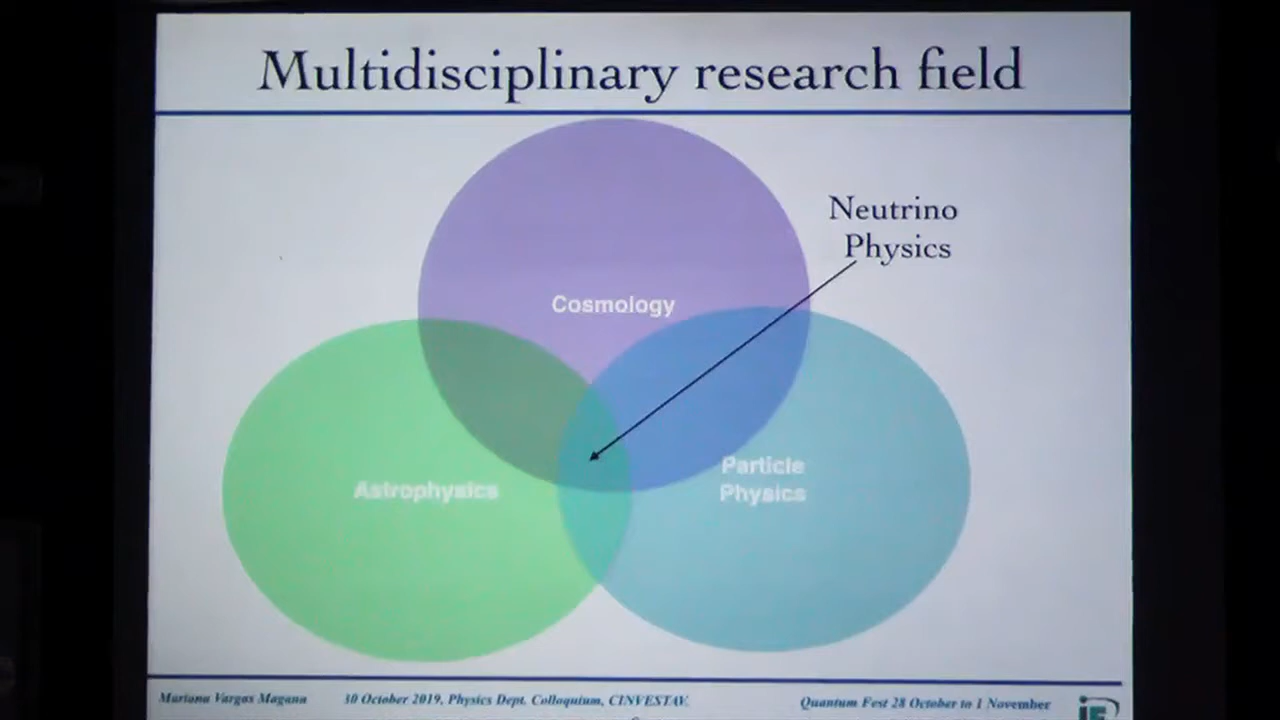 Multidisciplinary research field
Neutrino
Physics
Cosmology
Particle
Physics
Astrophysics
Mariana Vargas Magana 30 October 2019, Physics Dept. Colloquium, CINVESTAV. Quantum Fest 28 October to 1 November